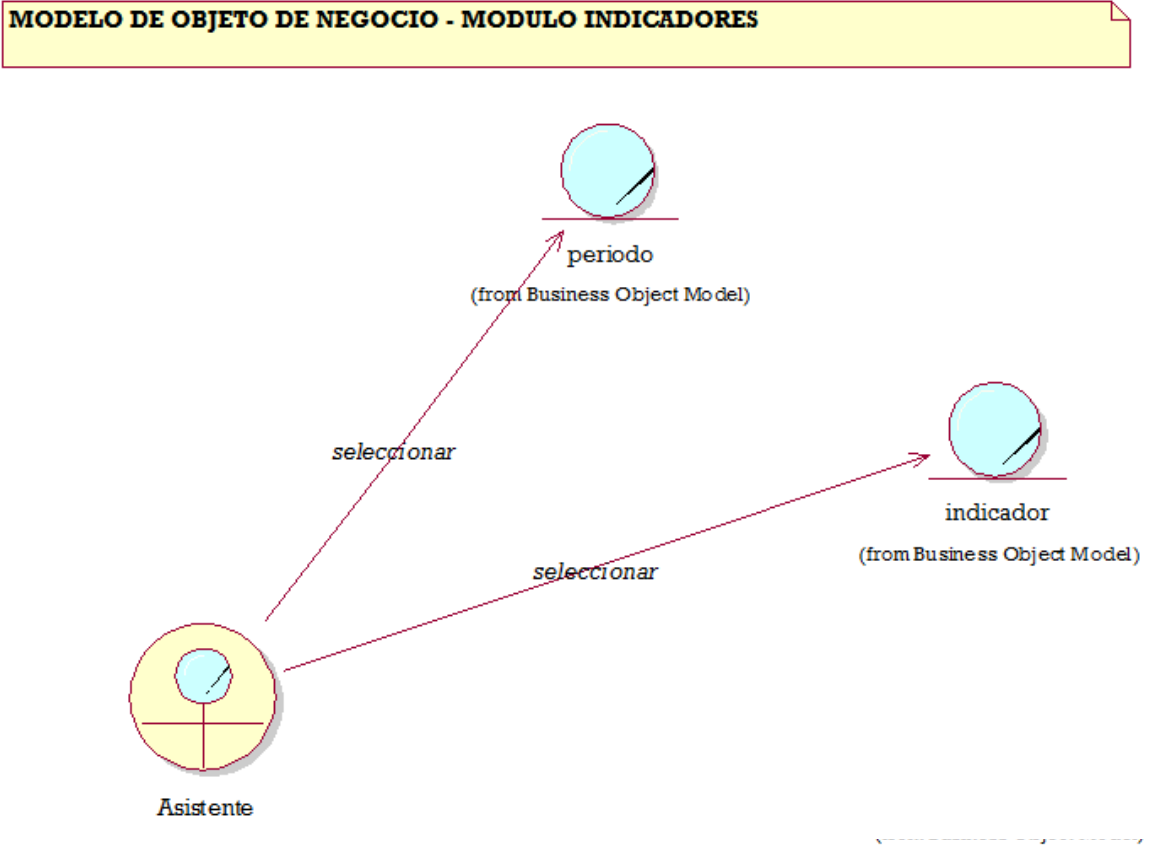 MODELO DE OBJETO DE NEGOCIO - MODULO INDICADORES
periodo
(from Business Object Model)
seleccionar
indicador
(from Business Object Model)
seleccionar
Asistente